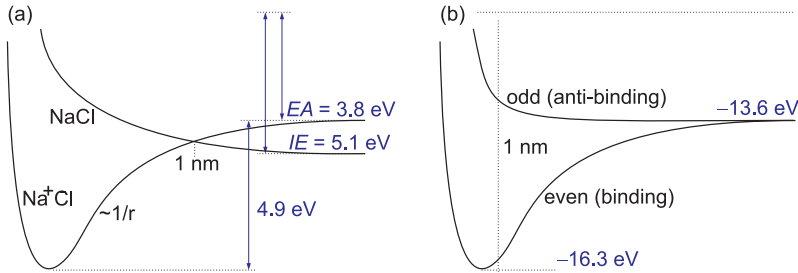 (a)
NaCl
EA = 3.8 eV
IE = 5.1 eV
1 nm
Na+Cl
~1/r
4.9 eV
(b)
odd (anti-binding)
−13.6 eV
1 nm
even (binding)
−16.3 eV